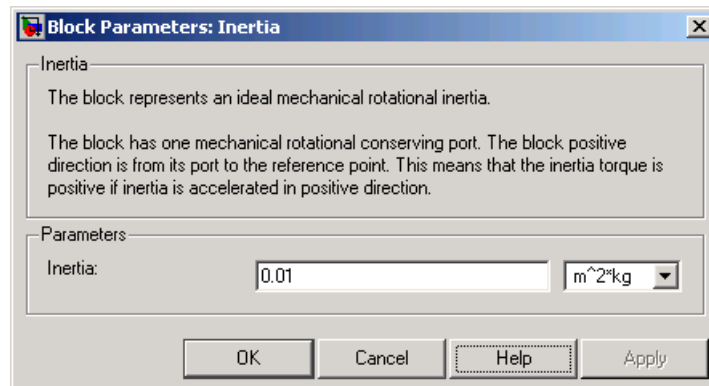 Block Parameters: Inertia
Inertia
The block represents an ideal mechanical rotational inertia.
The block has one mechanical rotational conserving port. The block positive
direction is from its port to the reference point. This means that the inertia torque is
positive if inertia is accelerated in positive direction.
Parameters
Inertia: 0.01 m^2*kg
OK Cancel Help Apply